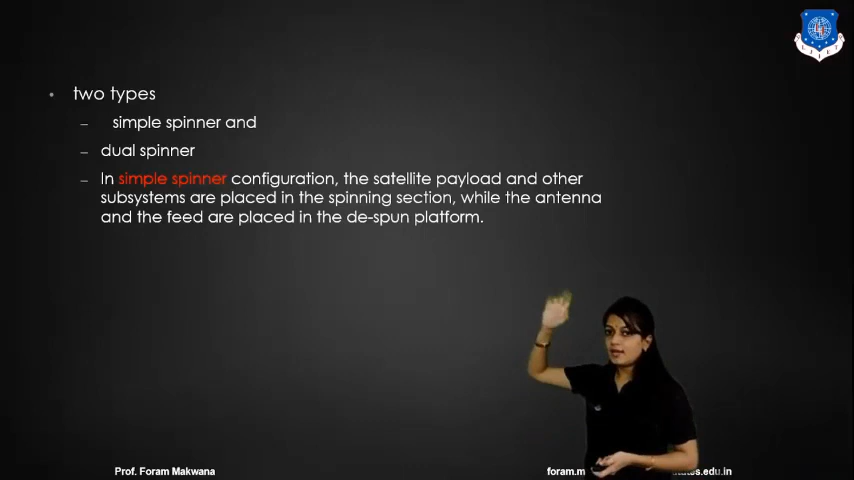 • two types
– simple spinner and
– dual spinner
– In simple spinner configuration, the satellite payload and other
subsystems are placed in the spinning section, while the antenna
and the feed are placed in the de-spun platform.
Prof. Foram Makwana